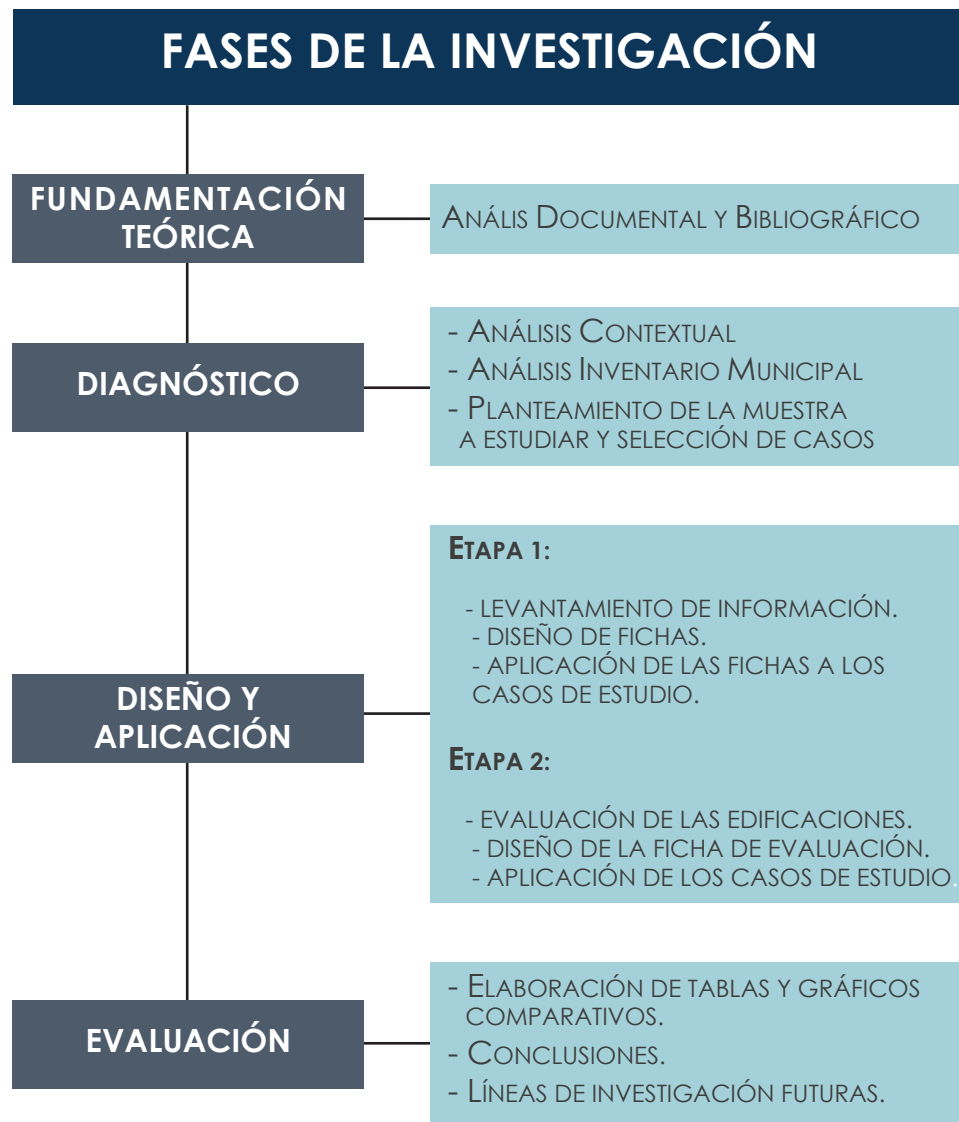 FASES DE LA INVESTIGACIÓN
FUNDAMENTACIÓN
TEÓRICA
Anális Documental y Bibliográfico
DIAGNÓSTICO
- Análisis Contextual
- Análisis Inventario Municipal
- Planteamiento de la muestra
a estudiar y selección de casos
DISEÑO Y
APLICACIÓN
Etapa 1:
- levantamiento de información.
- diseño de fichas.
- aplicación de las fichas a los
casos de estudio.
Etapa 2:
- evaluación de las edificaciones.
- diseño de la ficha de evaluación.
- aplicación de los casos de estudio.
EVALUACIÓN
- Elaboración de tablas y gráficos
comparativos.
- Conclusiones.
- Líneas de investigación futuras.